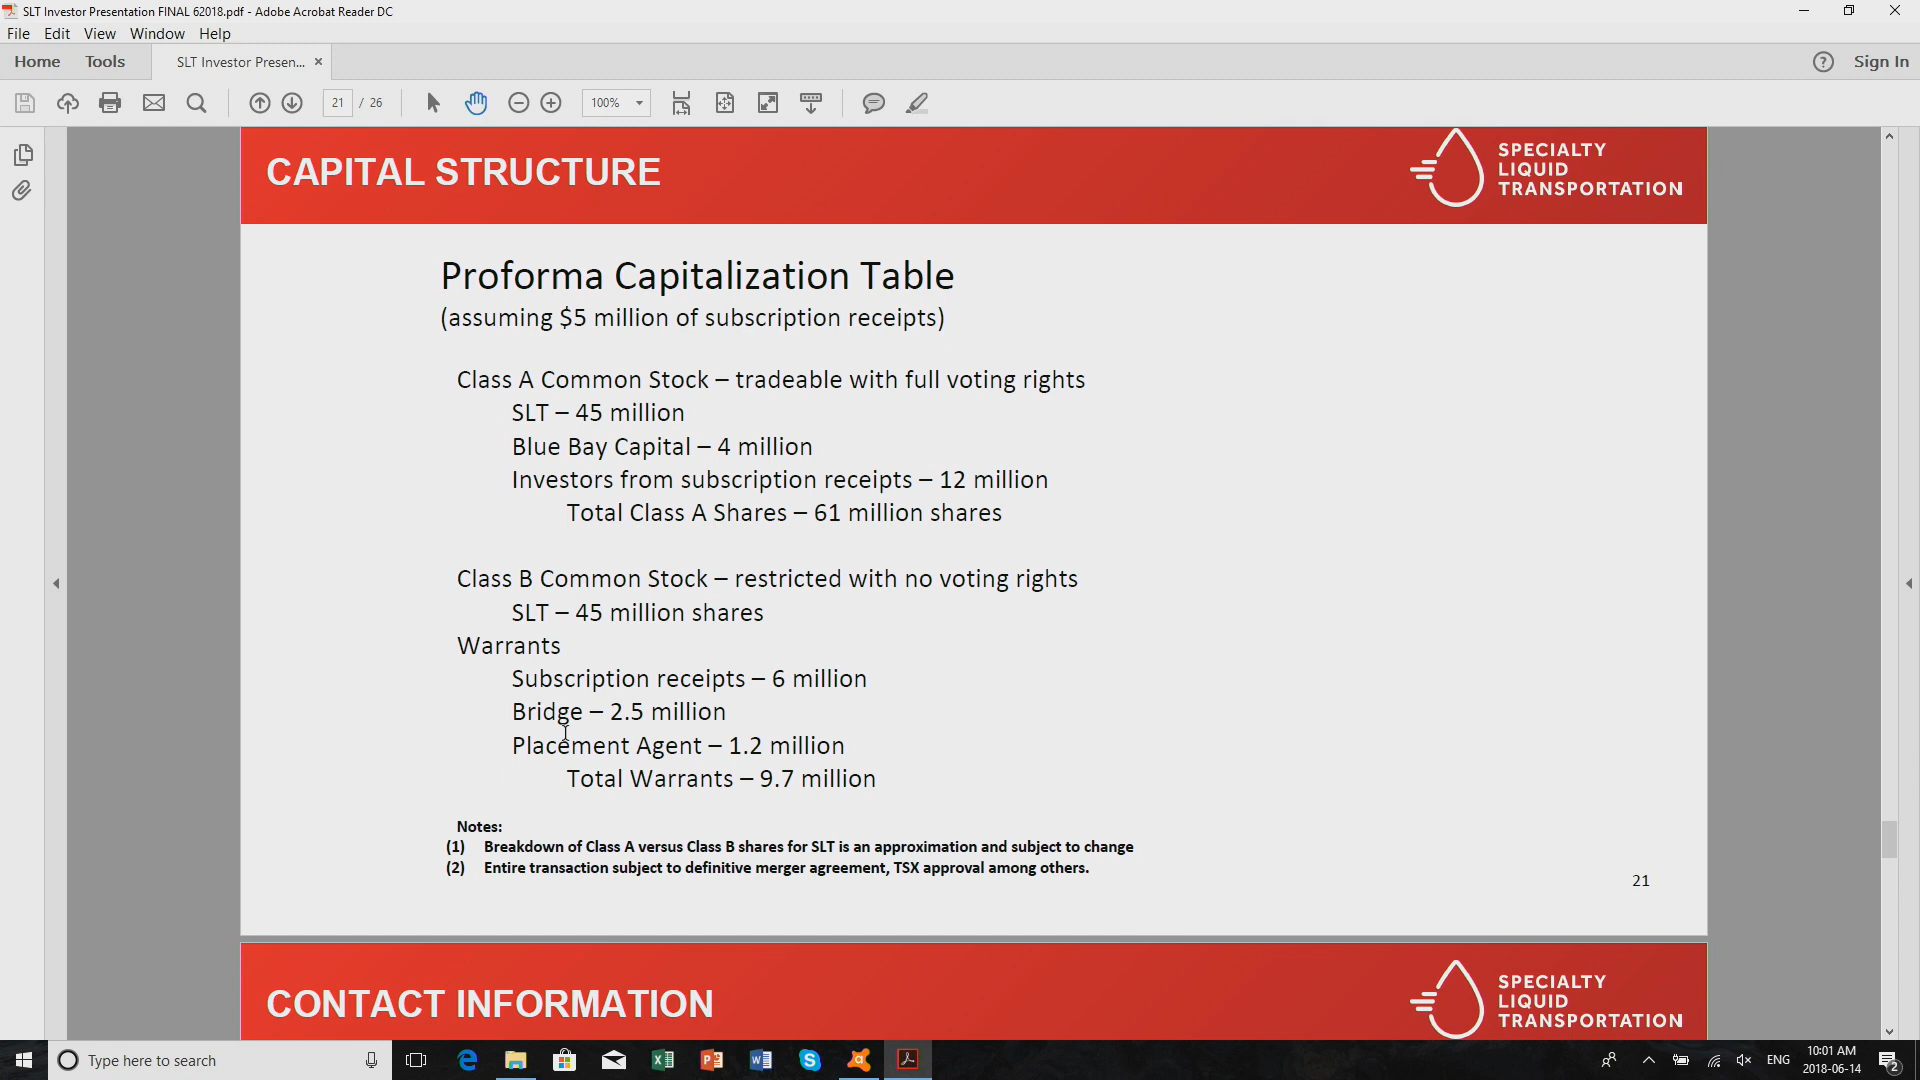 SLT Investor Presentation FINAL 62018.pdf - Adobe Acrobat Reader DC
File Edit View Window Help
Home Tools SLT Investor Presen... × ? Sign In
21 / 26 100%
CAPITAL STRUCTURE
SPECIALTY
LIQUID
TRANSPORTATION
Proforma Capitalization Table
(assuming $5 million of subscription receipts)
Class A Common Stock – tradeable with full voting rights
SLT – 45 million
Blue Bay Capital – 4 million
Investors from subscription receipts – 12 million
Total Class A Shares – 61 million shares
Class B Common Stock – restricted with no voting rights
SLT – 45 million shares
Warrants
Subscription receipts – 6 million
Bridge – 2.5 million
Placement Agent – 1.2 million
Total Warrants – 9.7 million
Notes:
(1) Breakdown of Class A versus Class B shares for SLT is an approximation and subject to change
(2) Entire transaction subject to definitive merger agreement, TSX approval among others.
21
CONTACT INFORMATION
SPECIALTY
LIQUID
TRANSPORTATION
Type here to search
ENG
10:01 AM
2018-06-14
2